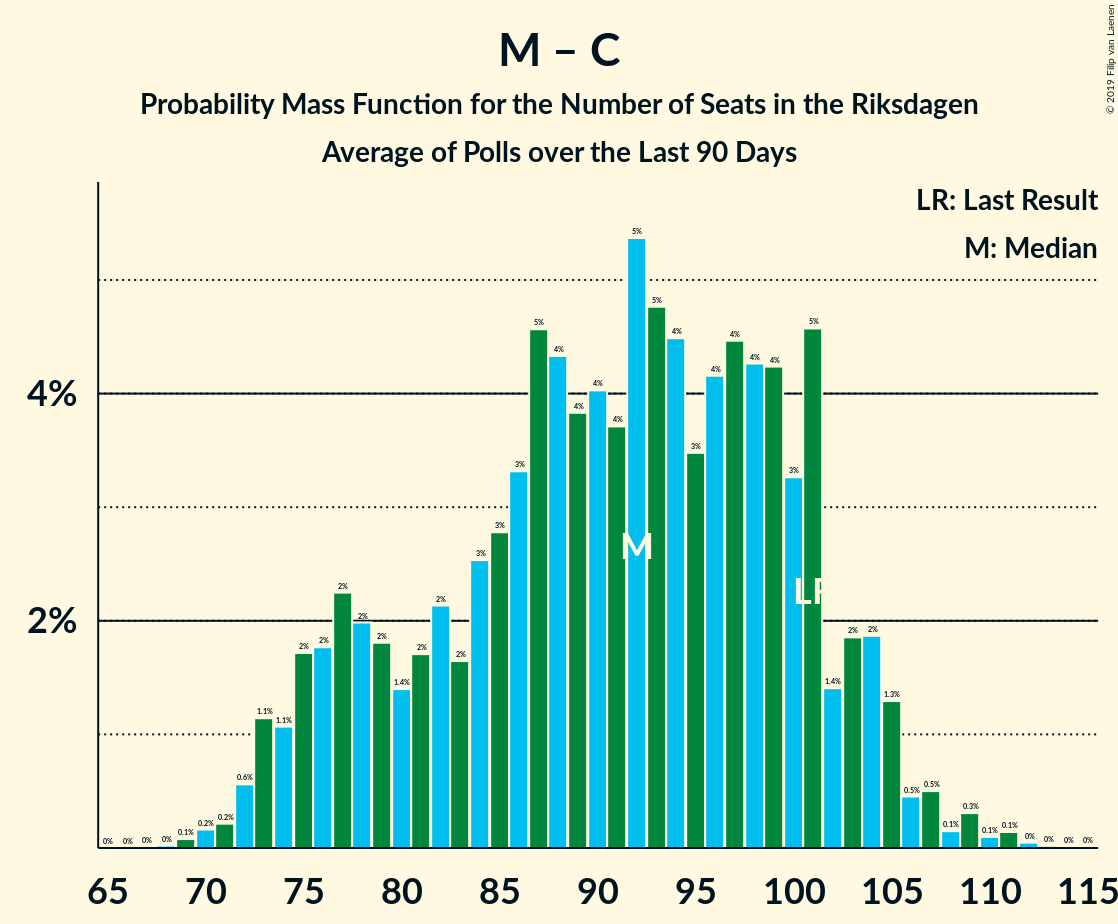 M – C
Probability Mass Function for the Number of Seats in the Riksdagen
Average of Polls over the Last 90 Days
© 2019 Filip van Laenen
LR: Last Result
M: Median
4%
2%
0% 0% 0% 0% 0.1% 0.2% 0.2% 0.6% 1.1% 1.1% 2% 2% 2% 2% 2% 1.4% 2% 2% 2% 3% 3% 3% 5% 4% 4% 4% 4% 5% 5% 4% 3% 4% 4% 4% 4% 3% 5% 1.4% 2% 2% 1.3% 0.5% 0.5% 0.1% 0.3% 0.1% 0.1% 0% 0% 0% 0%
M
LR
65 70 75 80 85 90 95 100 105 110 115